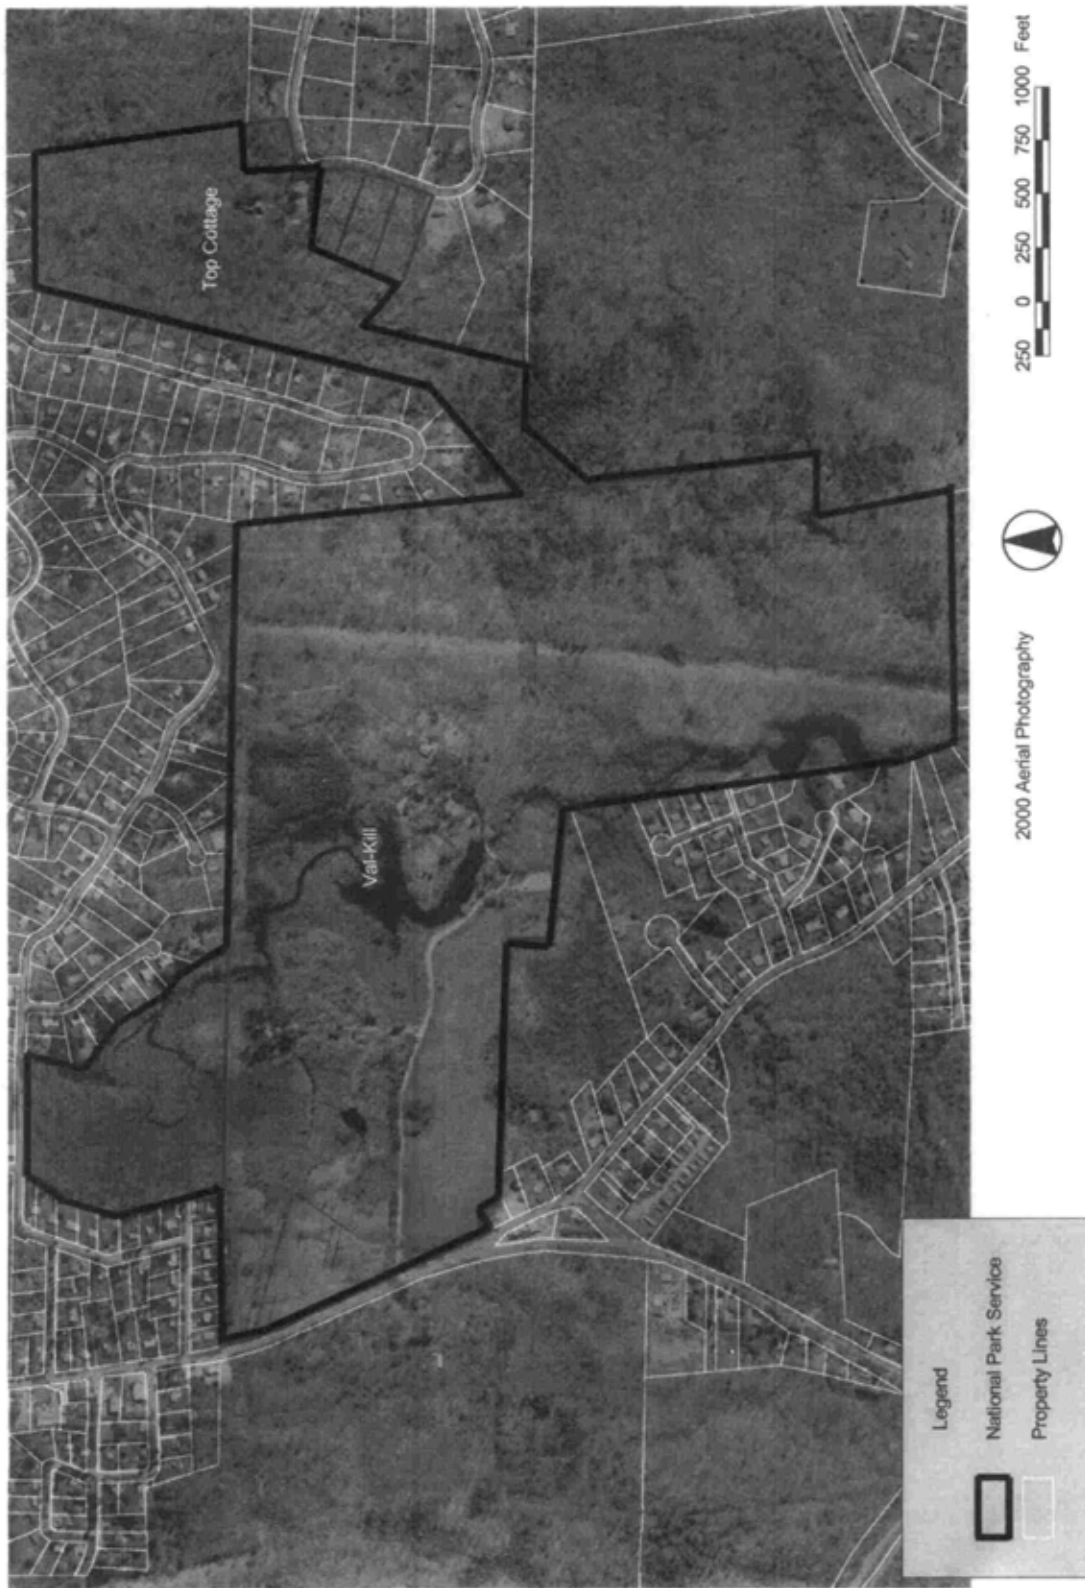 Top Cottage
Val-Kill
Legend
National Park Service
Property Lines
2000 Aerial Photography
250 0 250 500 750 1000 Feet